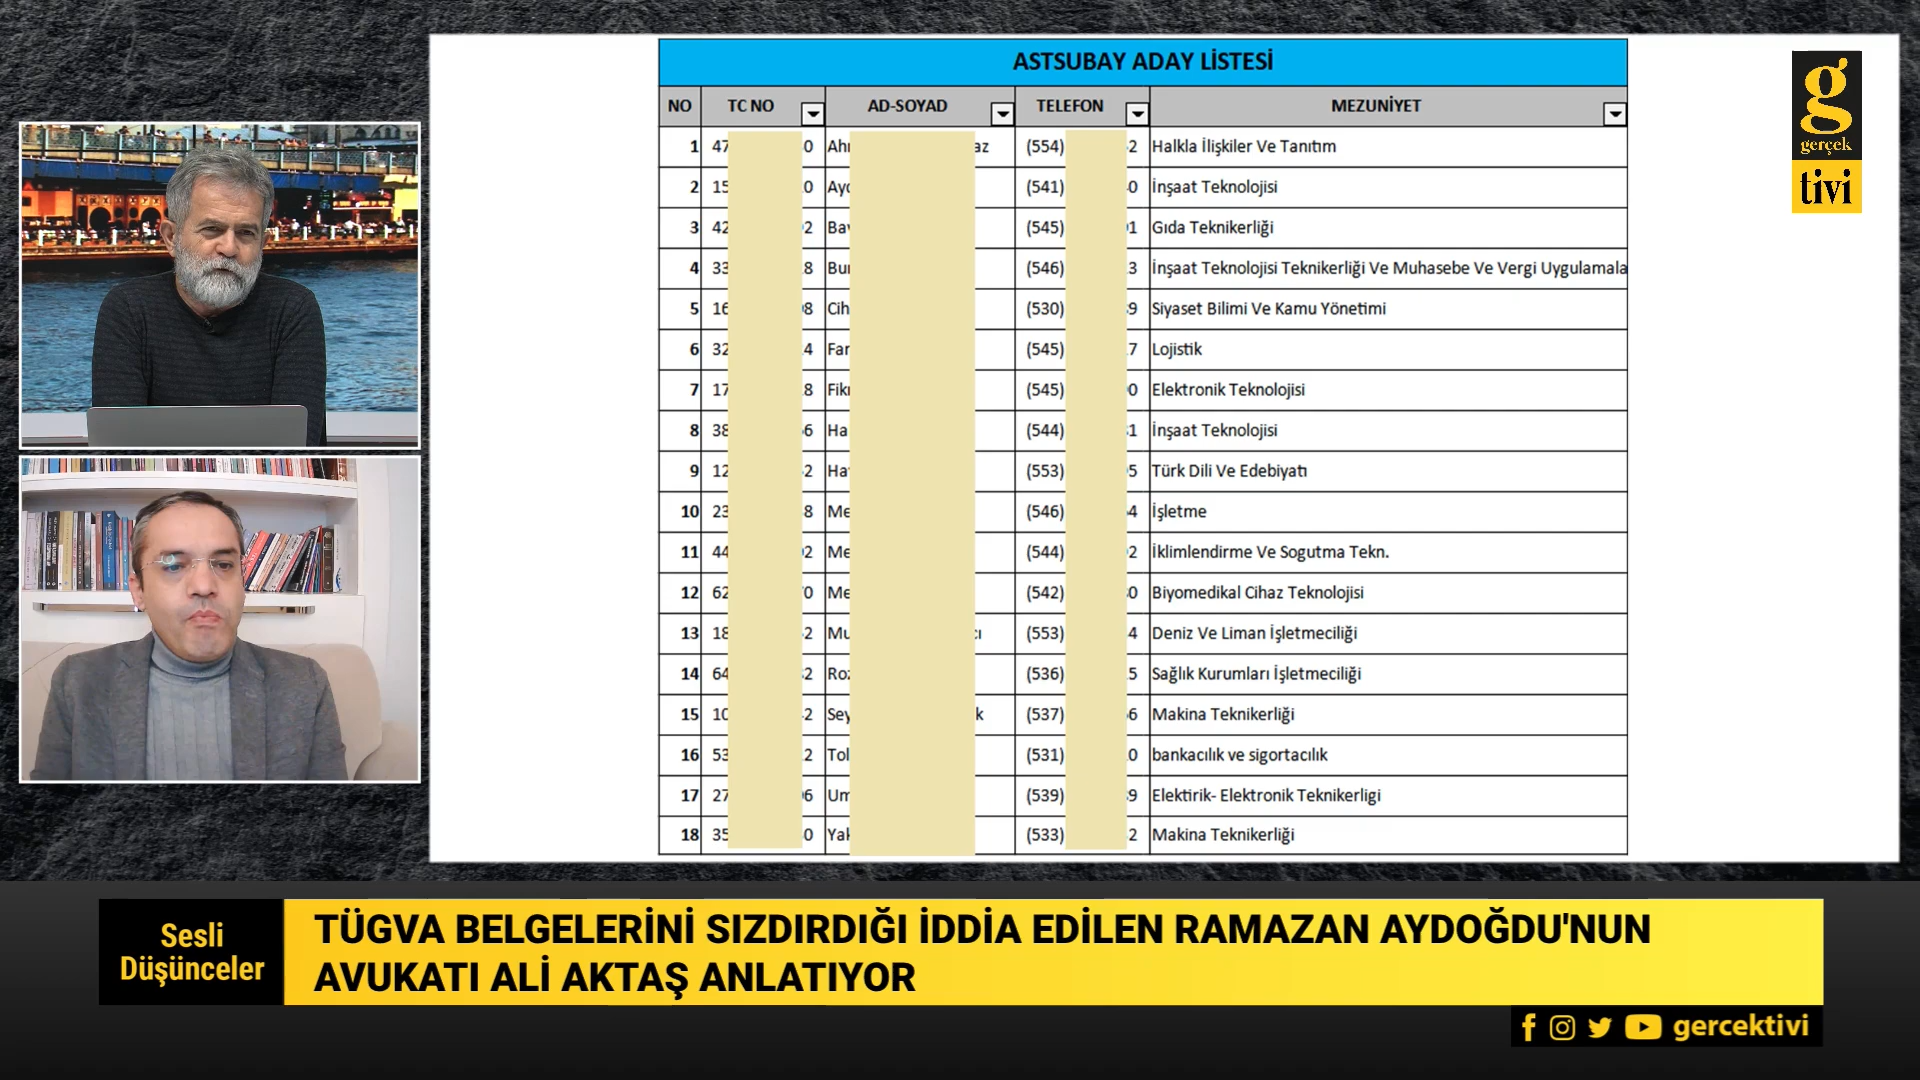 ASTSUBAY ADAY LİSTESİ
NO TC NO AD-SOYAD TELEFON MEZUNİYET
1 47 0 Ah az (554) 2 Halkla İlişkiler Ve Tanıtım
2 15 0 Ay (541) 0 İnşaat Teknolojisi
3 42 2 Ba (545) 1 Gıda Teknikerliği
4 33 8 Bu (546) 3 İnşaat Teknolojisi Teknikerliği Ve Muhasebe Ve Vergi Uygulamala
5 16 8 Cih (530) 9 Siyaset Bilimi Ve Kamu Yönetimi
6 32 4 Far (545) 7 Lojistik
7 17 8 Fik (545) 0 Elektronik Teknolojisi
8 38 6 Ha (544) 1 İnşaat Teknolojisi
9 12 2 Ha (553) 5 Türk Dili Ve Edebiyatı
10 23 8 Me (546) 4 İşletme
11 44 2 Me (544) 2 İklimlendirme Ve Sogutma Tekn.
12 62 0 Me (542) 0 Biyomedikal Cihaz Teknolojisi
13 18 2 Mu cı (553) 4 Deniz Ve Liman İşletmeciliği
14 64 2 Roz (536) 5 Sağlık Kurumları İşletmeciliği
15 10 2 Sey k (537) 6 Makina Teknikerliği
16 53 2 Tol (531) 0 bankacılık ve sigortacılık
17 27 6 Um (539) 9 Elektirik- Elektronik Teknikerligi
18 35 0 Yak (533) 2 Makina Teknikerliği
g
gerçek
tivi
Sesli
Düşünceler
TÜGVA BELGELERİNİ SIZDIRDIĞI İDDİA EDİLEN RAMAZAN AYDOĞDU'NUN
AVUKATI ALİ AKTAŞ ANLATIYOR
gercektivi